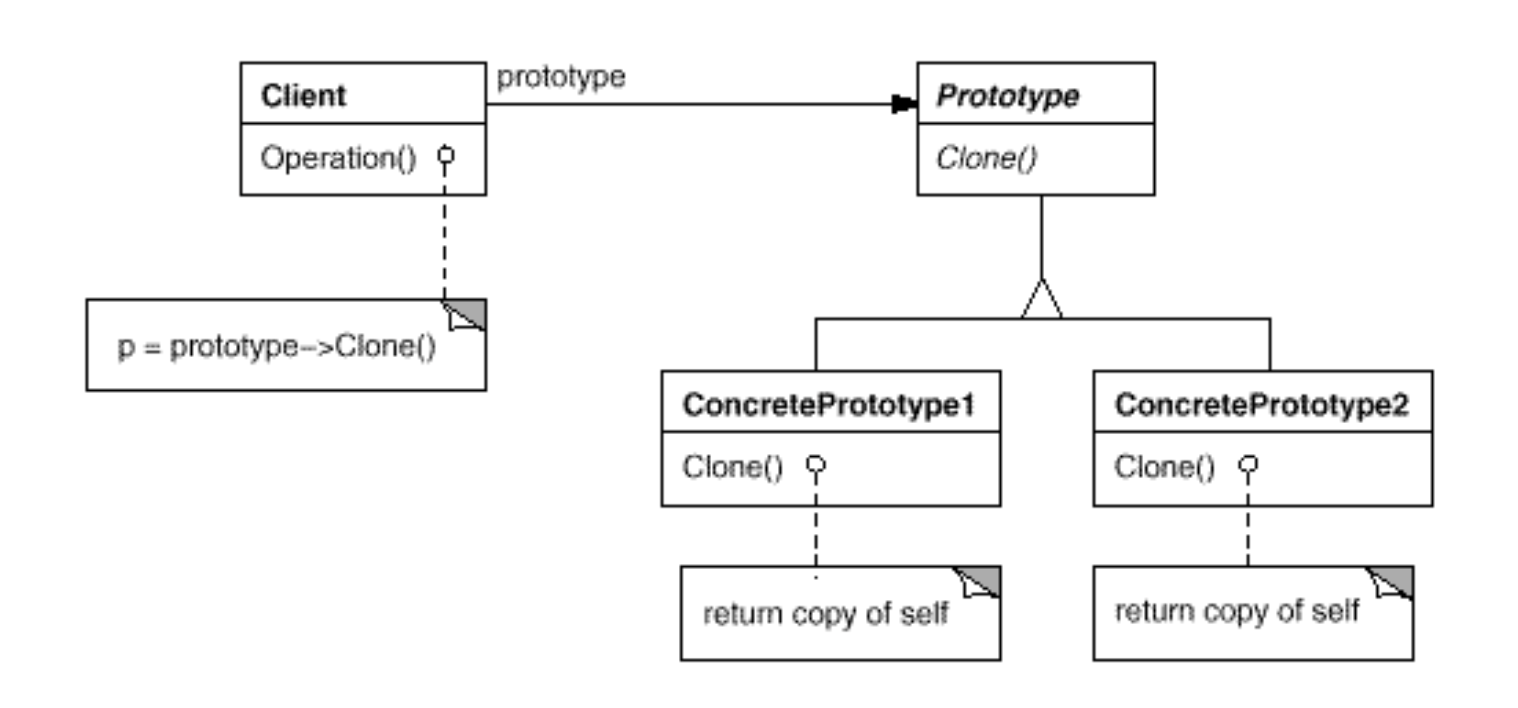 Client
prototype
Prototype
Operation()
Clone()
p = prototype–>Clone()
ConcretePrototype1
ConcretePrototype2
Clone()
Clone()
return copy of self
return copy of self